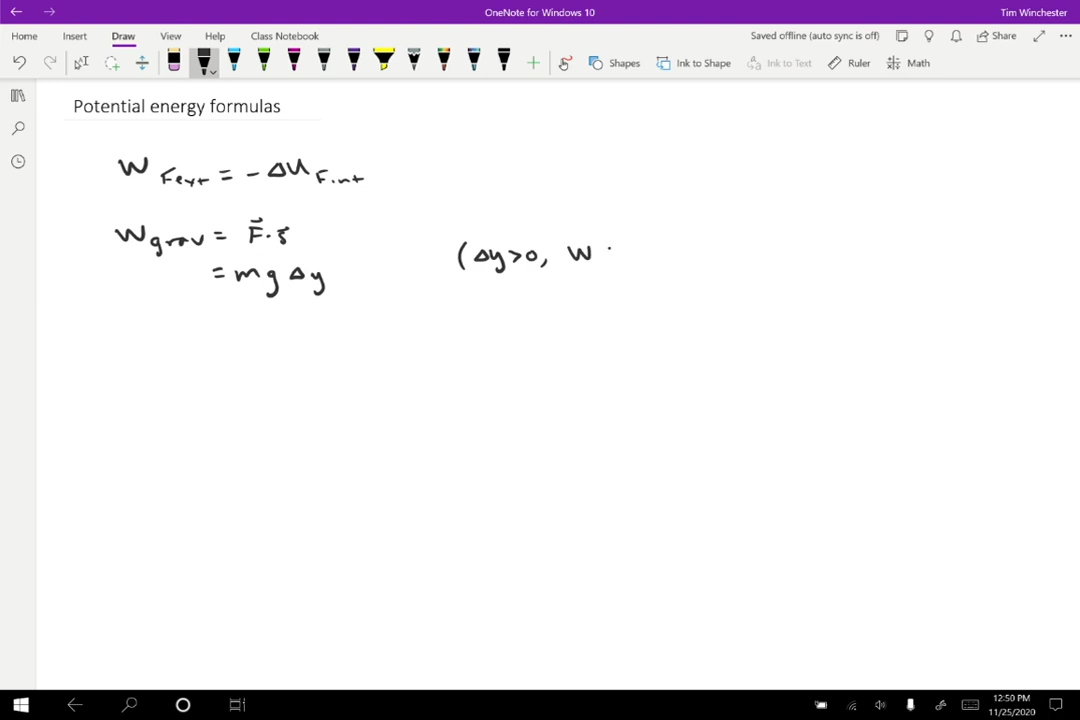 OneNote for Windows 10
Tim Winchester
Home Insert Draw View Help Class Notebook
Saved offline (auto sync is off) Share
Shapes Ink to Shape Ink to Text Ruler Math
Potential energy formulas
W Fext = - ΔU F int
W grav = F⃗ · s⃗
= m g Δy
(Δy>0, W
12:50 PM
11/25/2020